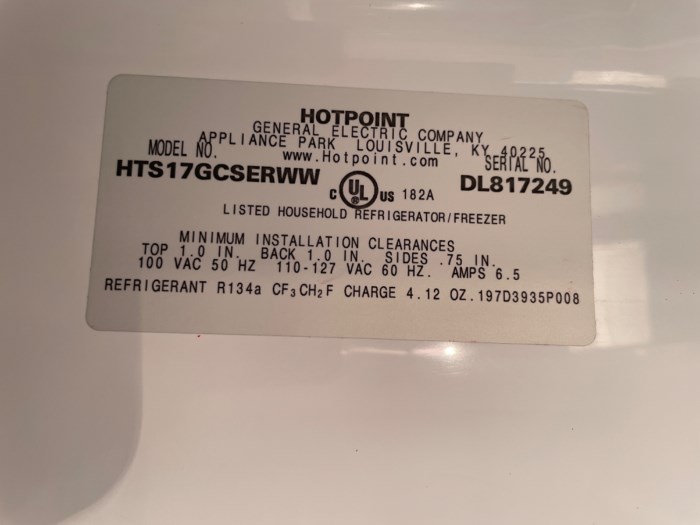 HOTPOINT
GENERAL ELECTRIC COMPANY
APPLIANCE PARK LOUISVILLE, KY 40225
MODEL NO. www.Hotpoint.com SERIAL NO.
HTS17GCSERWW C UL ® US 182A DL817249
LISTED HOUSEHOLD REFRIGERATOR/FREEZER
MINIMUM INSTALLATION CLEARANCES
TOP 1.0 IN. BACK 1.0 IN. SIDES .75 IN.
100 VAC 50 HZ 110-127 VAC 60 HZ. AMPS 6.5
REFRIGERANT R134a CF₃CH₂F CHARGE 4.12 OZ.197D3935P008